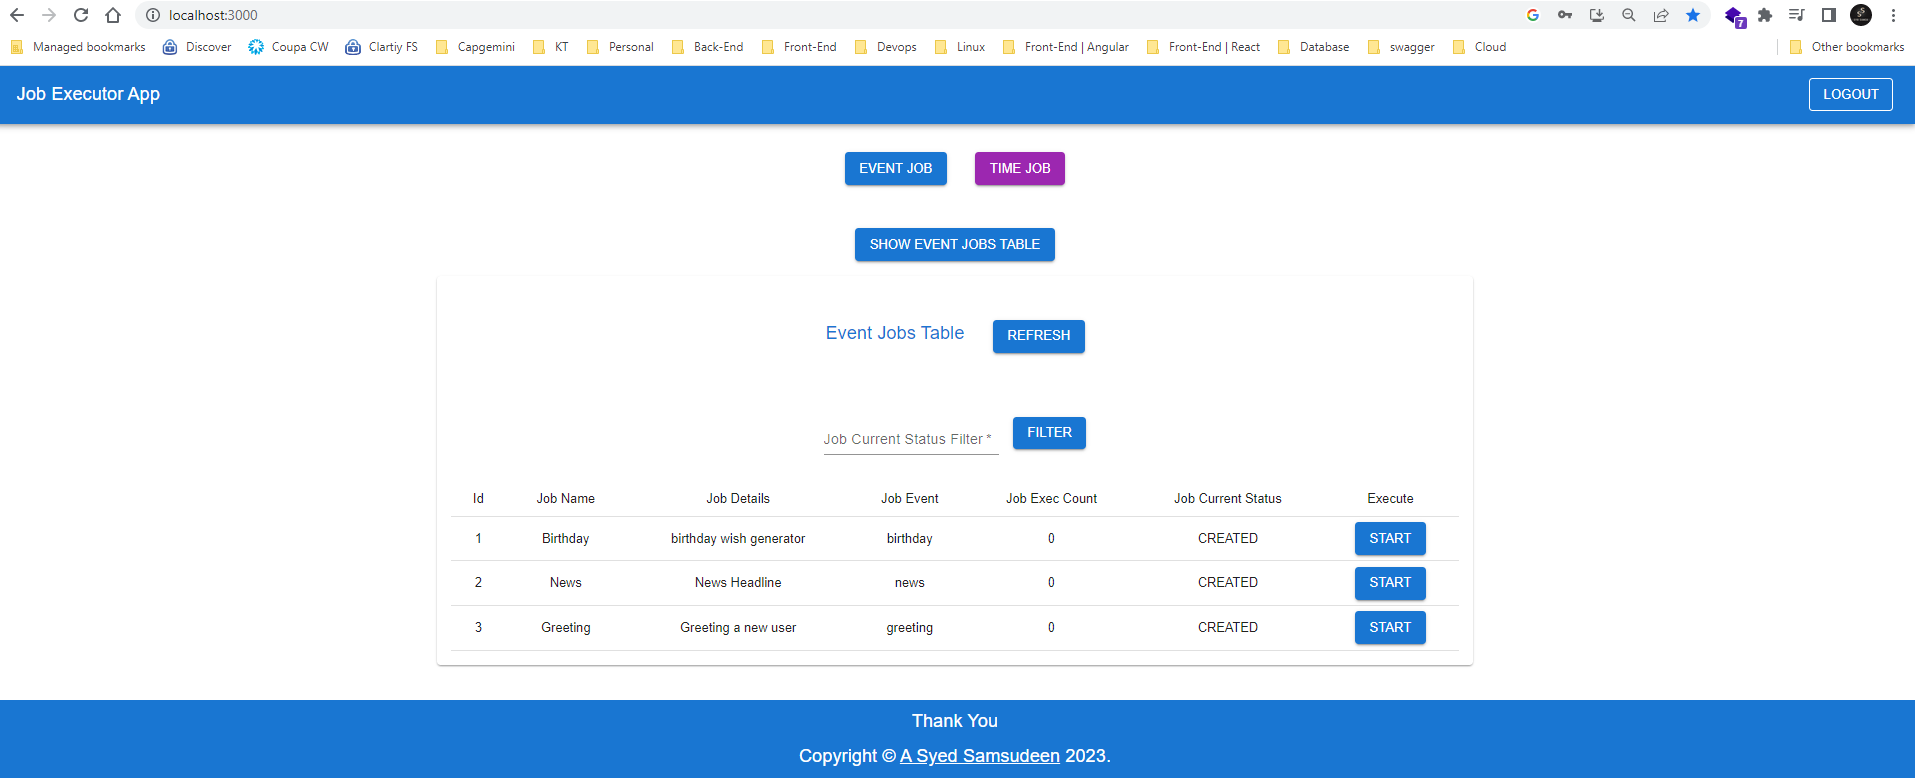 localhost:3000
7
Managed bookmarks Discover Coupa CW Clartiy FS Capgemini KT Personal Back-End Front-End Devops Linux Front-End | Angular Front-End | React Database swagger Cloud Other bookmarks
Job Executor App LOGOUT
EVENT JOB TIME JOB
SHOW EVENT JOBS TABLE
Event Jobs Table REFRESH
Job Current Status Filter * FILTER
Id Job Name Job Details Job Event Job Exec Count Job Current Status Execute
1 Birthday birthday wish generator birthday 0 CREATED START
2 News News Headline news 0 CREATED START
3 Greeting Greeting a new user greeting 0 CREATED START
Thank You
Copyright © A Syed Samsudeen 2023.